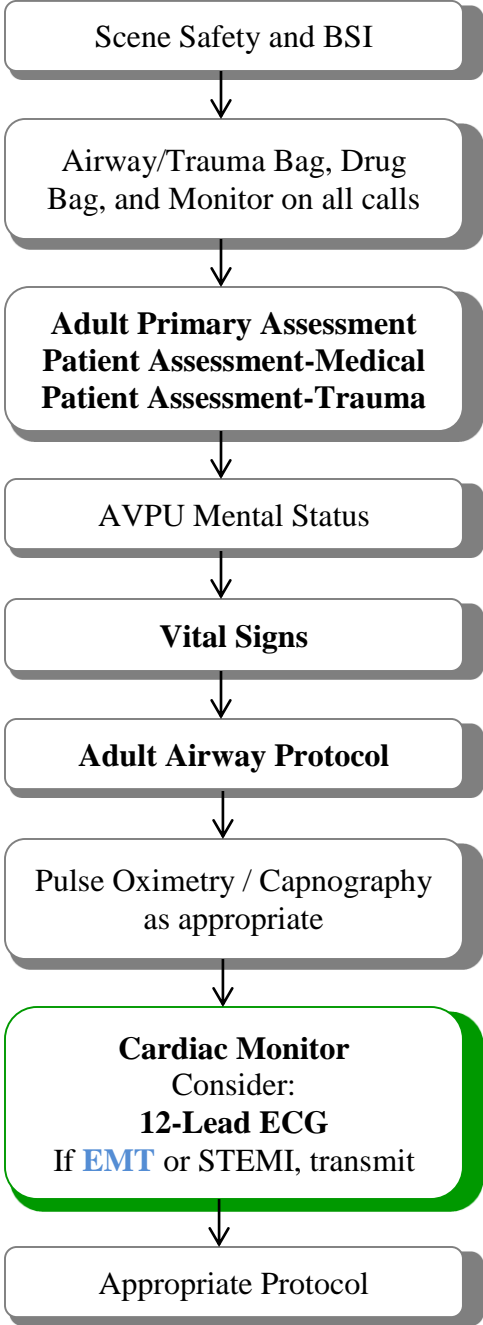 Scene Safety and BSI
Airway/Trauma Bag, Drug
Bag, and Monitor on all calls
Adult Primary Assessment
Patient Assessment-Medical
Patient Assessment-Trauma
AVPU Mental Status
Vital Signs
Adult Airway Protocol
Pulse Oximetry / Capnography
as appropriate
Cardiac Monitor
Consider:
12-Lead ECG
If EMT or STEMI, transmit
Appropriate Protocol